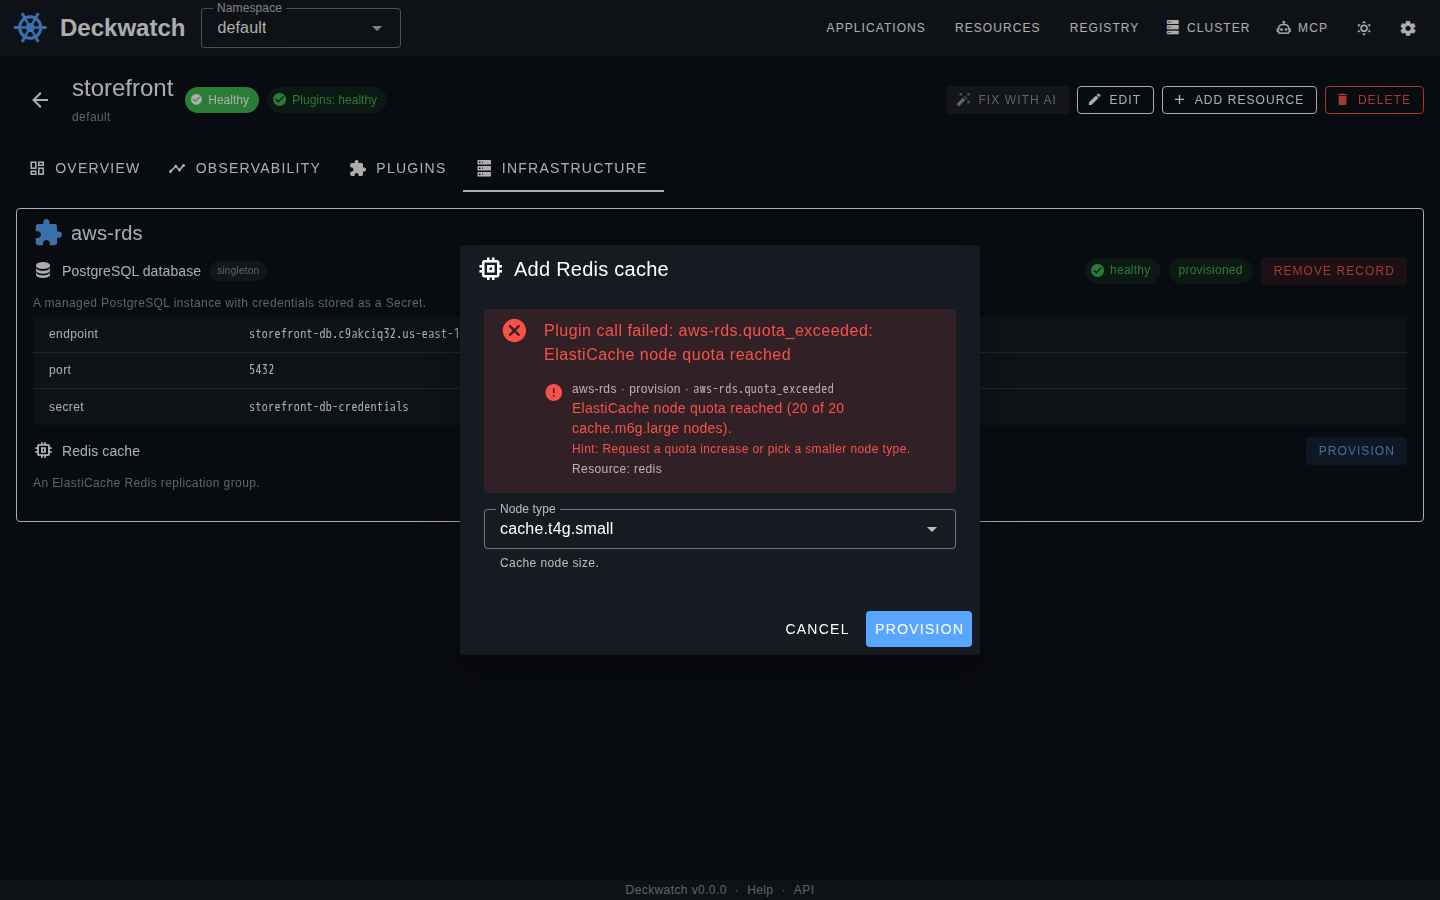 Deckwatch
Namespace
default
APPLICATIONS
RESOURCES
REGISTRY
CLUSTER
MCP
storefront
default
Healthy
Plugins: healthy
FIX WITH AI
EDIT
ADD RESOURCE
DELETE
OVERVIEW
OBSERVABILITY
PLUGINS
INFRASTRUCTURE
aws-rds
PostgreSQL database
singleton
healthy
provisioned
REMOVE RECORD
A managed PostgreSQL instance with credentials stored as a Secret.
endpoint
storefront-db.c9akciq32.us-east-1
port
5432
secret
storefront-db-credentials
Redis cache
PROVISION
An ElastiCache Redis replication group.
Add Redis cache
Plugin call failed: aws-rds.quota_exceeded:
ElastiCache node quota reached
aws-rds · provision · aws-rds.quota_exceeded
ElastiCache node quota reached (20 of 20
cache.m6g.large nodes).
Hint: Request a quota increase or pick a smaller node type.
Resource: redis
Node type
cache.t4g.small
Cache node size.
CANCEL
PROVISION
Deckwatch v0.0.0 · Help · API